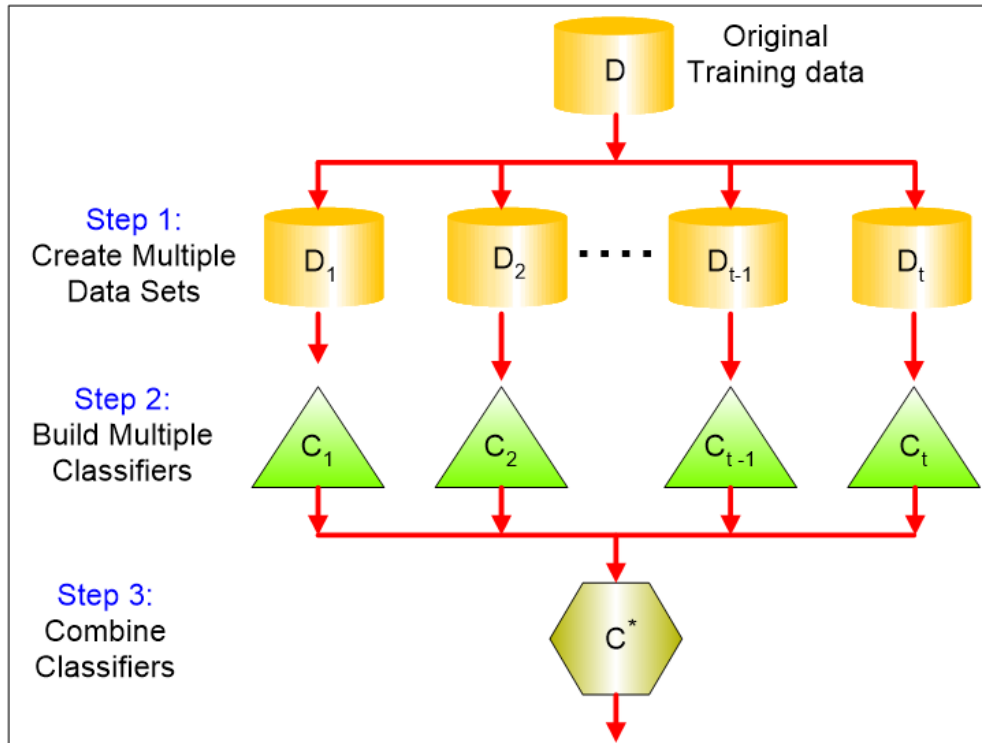 Original
Training data
D
Step 1:
Create Multiple
Data Sets
D1
D2
....
Dt-1
Dt
Step 2:
Build Multiple
Classifiers
C1
C2
Ct -1
Ct
Step 3:
Combine
Classifiers
C*